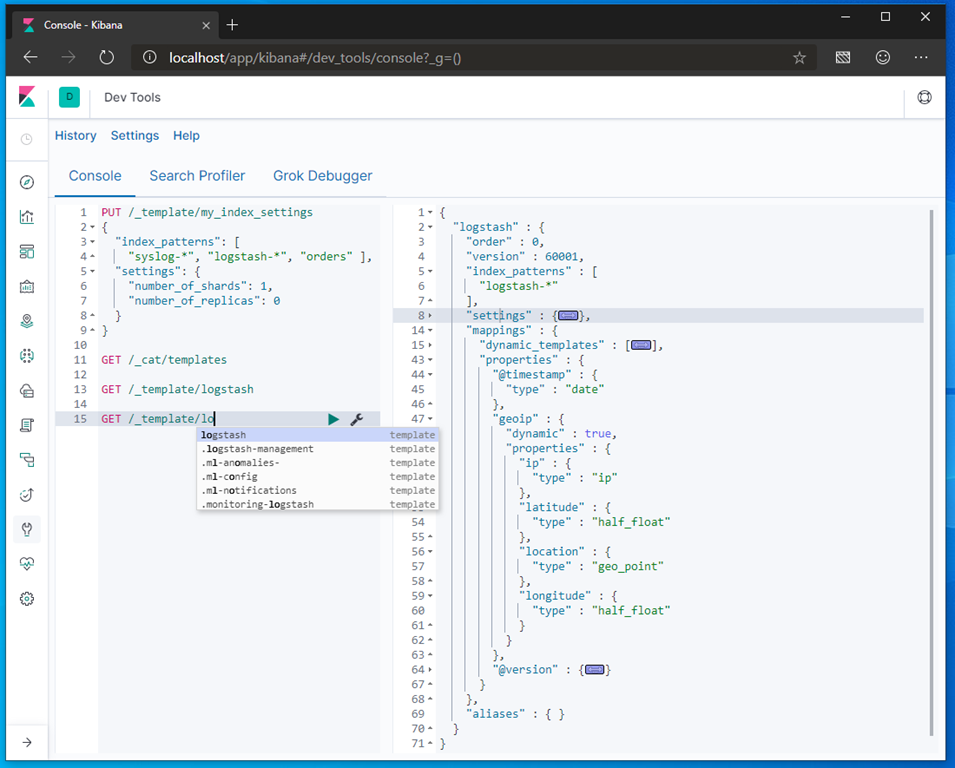 Console - Kibana
localhost/app/kibana#/dev_tools/console?_g=()
D
Dev Tools
History Settings Help
Console Search Profiler Grok Debugger
1 PUT /_template/my_index_settings
2 {
3 "index_patterns": [
4 "syslog-*", "logstash-*", "orders" ],
5 "settings": {
6 "number_of_shards": 1,
7 "number_of_replicas": 0
8 }
9 }
10
11 GET /_cat/templates
12
13 GET /_template/logstash
14
15 GET /_template/lo
logstash template
.logstash-management template
.ml-anomalies- template
.ml-config template
.ml-notifications template
.monitoring-logstash template
1 {
2 "logstash" : {
3 "order" : 0,
4 "version" : 60001,
5 "index_patterns" : [
6 "logstash-*"
7 ],
8 "settings" : {},
14 "mappings" : {
15 "dynamic_templates" : [],
43 "properties" : {
44 "@timestamp" : {
45 "type" : "date"
46 },
47 "geoip" : {
"dynamic" : true,
"properties" : {
"ip" : {
"type" : "ip"
},
"latitude" : {
54 "type" : "half_float"
55 },
56 "location" : {
57 "type" : "geo_point"
58 },
59 "longitude" : {
60 "type" : "half_float"
61 }
62 }
63 },
64 "@version" : {}
67 }
68 },
69 "aliases" : { }
70 }
71 }